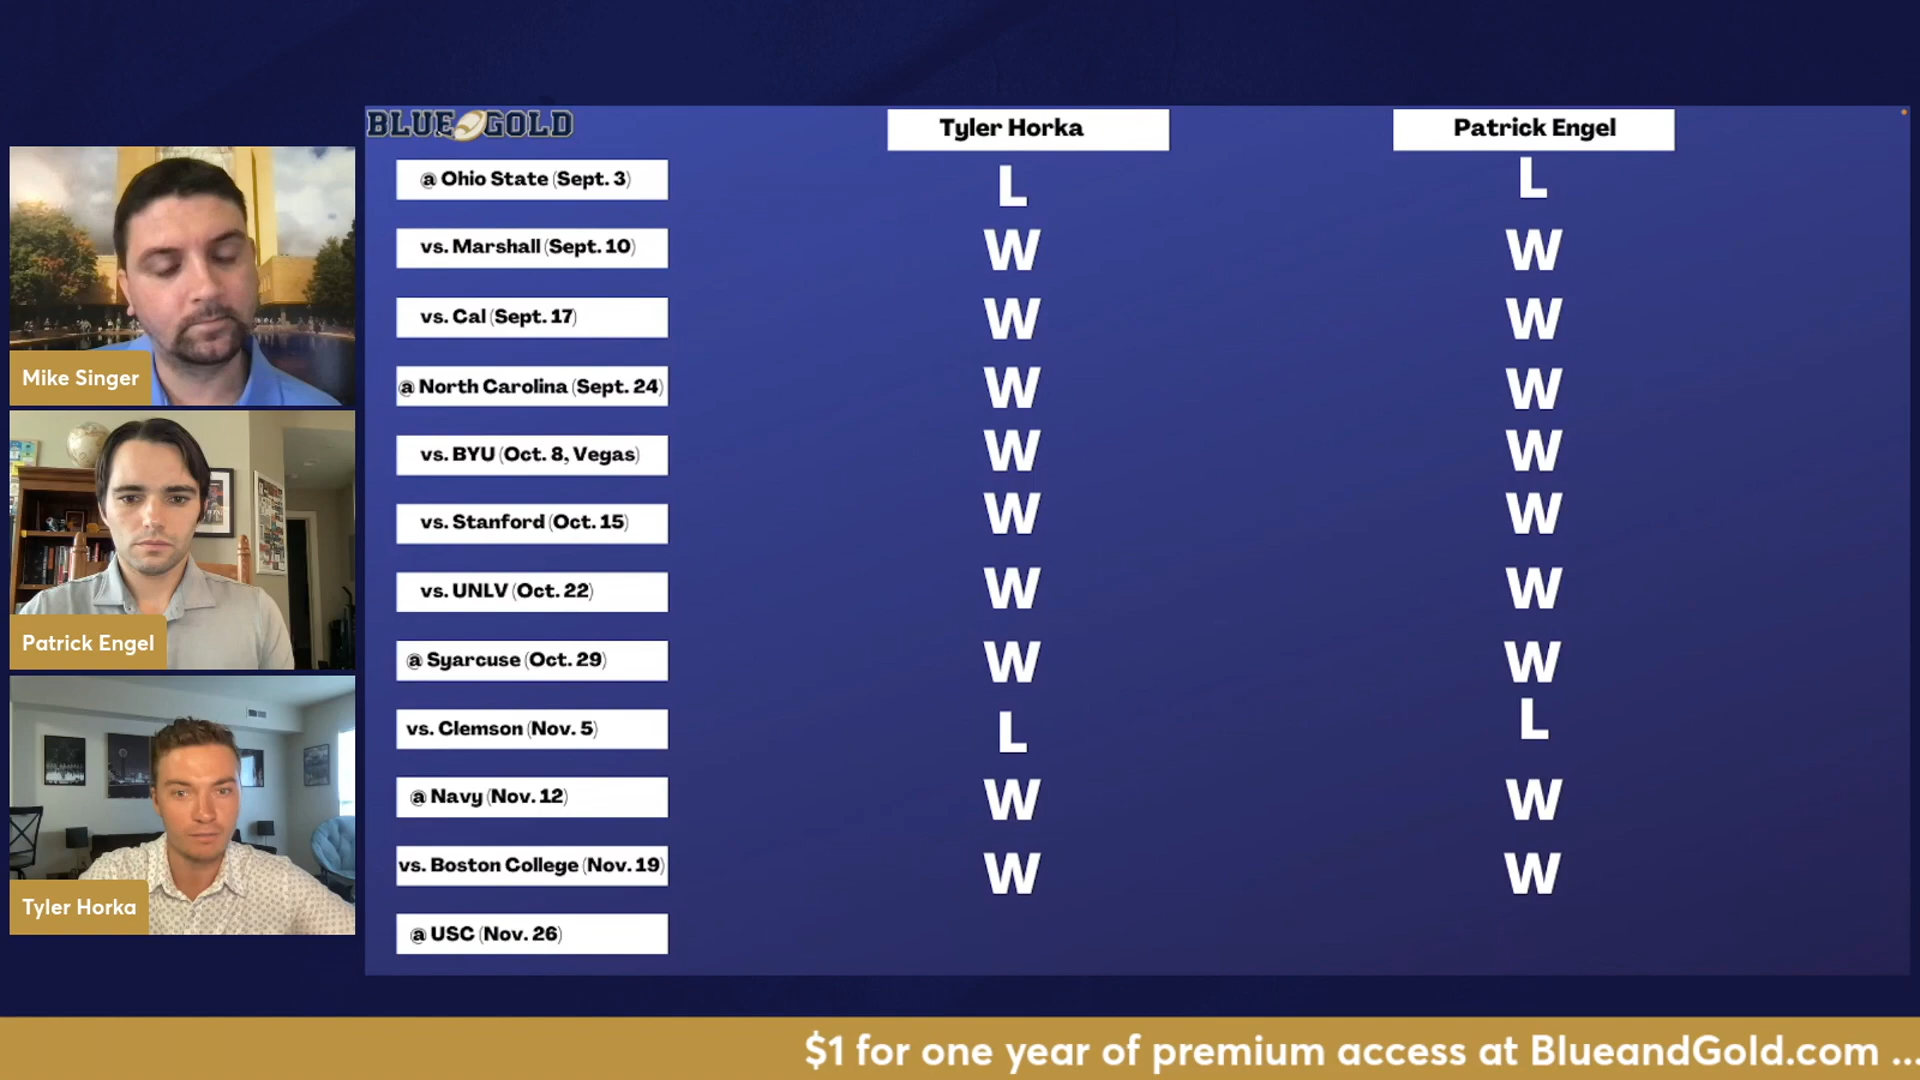 BLUE GOLD
Tyler Horka
Patrick Engel
@ Ohio State (Sept. 3) L L
vs. Marshall (Sept. 10) W W
vs. Cal (Sept. 17) W W
@ North Carolina (Sept. 24) W W
vs. BYU (Oct. 8, Vegas) W W
vs. Stanford (Oct. 15) W W
vs. UNLV (Oct. 22) W W
@ Syarcuse (Oct. 29) W W
vs. Clemson (Nov. 5) L L
@ Navy (Nov. 12) W W
vs. Boston College (Nov. 19) W W
@ USC (Nov. 26)
Mike Singer
Patrick Engel
Tyler Horka
$1 for one year of premium access at BlueandGold.com ...